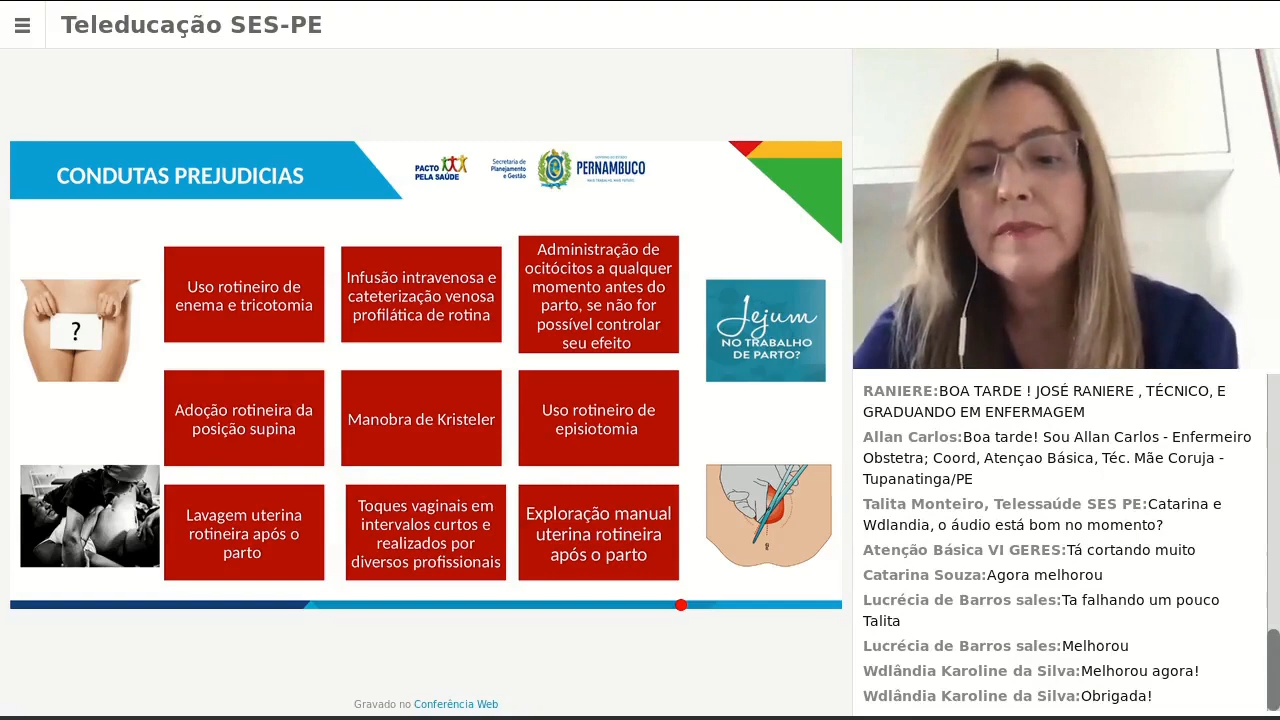 Teleducação SES-PE
CONDUTAS PREJUDICIAS
PACTO
PELA SAÚDE
Secretaria de
Planejamento
e Gestão
PERNAMBUCO
Uso rotineiro de
enema e tricotomia
Infusão intravenosa e
cateterização venosa
profilática de rotina
Administração de
ocitócitos a qualquer
momento antes do
parto, se não for
possível controlar
seu efeito
?
Jejum
NO TRABALHO
DE PARTO?
Adoção rotineira da
posição supina
Manobra de Kristeler
Uso rotineiro de
episiotomia
Lavagem uterina
rotineira após o
parto
Toques vaginais em
intervalos curtos e
realizados por
diversos profissionais
Exploração manual
uterina rotineira
após o parto
Gravado no Conferência Web
RANIERE:BOA TARDE ! JOSÉ RANIERE , TÉCNICO, E
GRADUANDO EM ENFERMAGEM
Allan Carlos:Boa tarde! Sou Allan Carlos - Enfermeiro
Obstetra; Coord, Atençao Básica, Téc. Mãe Coruja -
Tupanatinga/PE
Talita Monteiro, Telessaúde SES PE:Catarina e
Wdlandia, o áudio está bom no momento?
Atenção Básica VI GERES:Tá cortando muito
Catarina Souza:Agora melhorou
Lucrécia de Barros sales:Ta falhando um pouco
Talita
Lucrécia de Barros sales:Melhorou
Wdlândia Karoline da Silva:Melhorou agora!
Wdlândia Karoline da Silva:Obrigada!